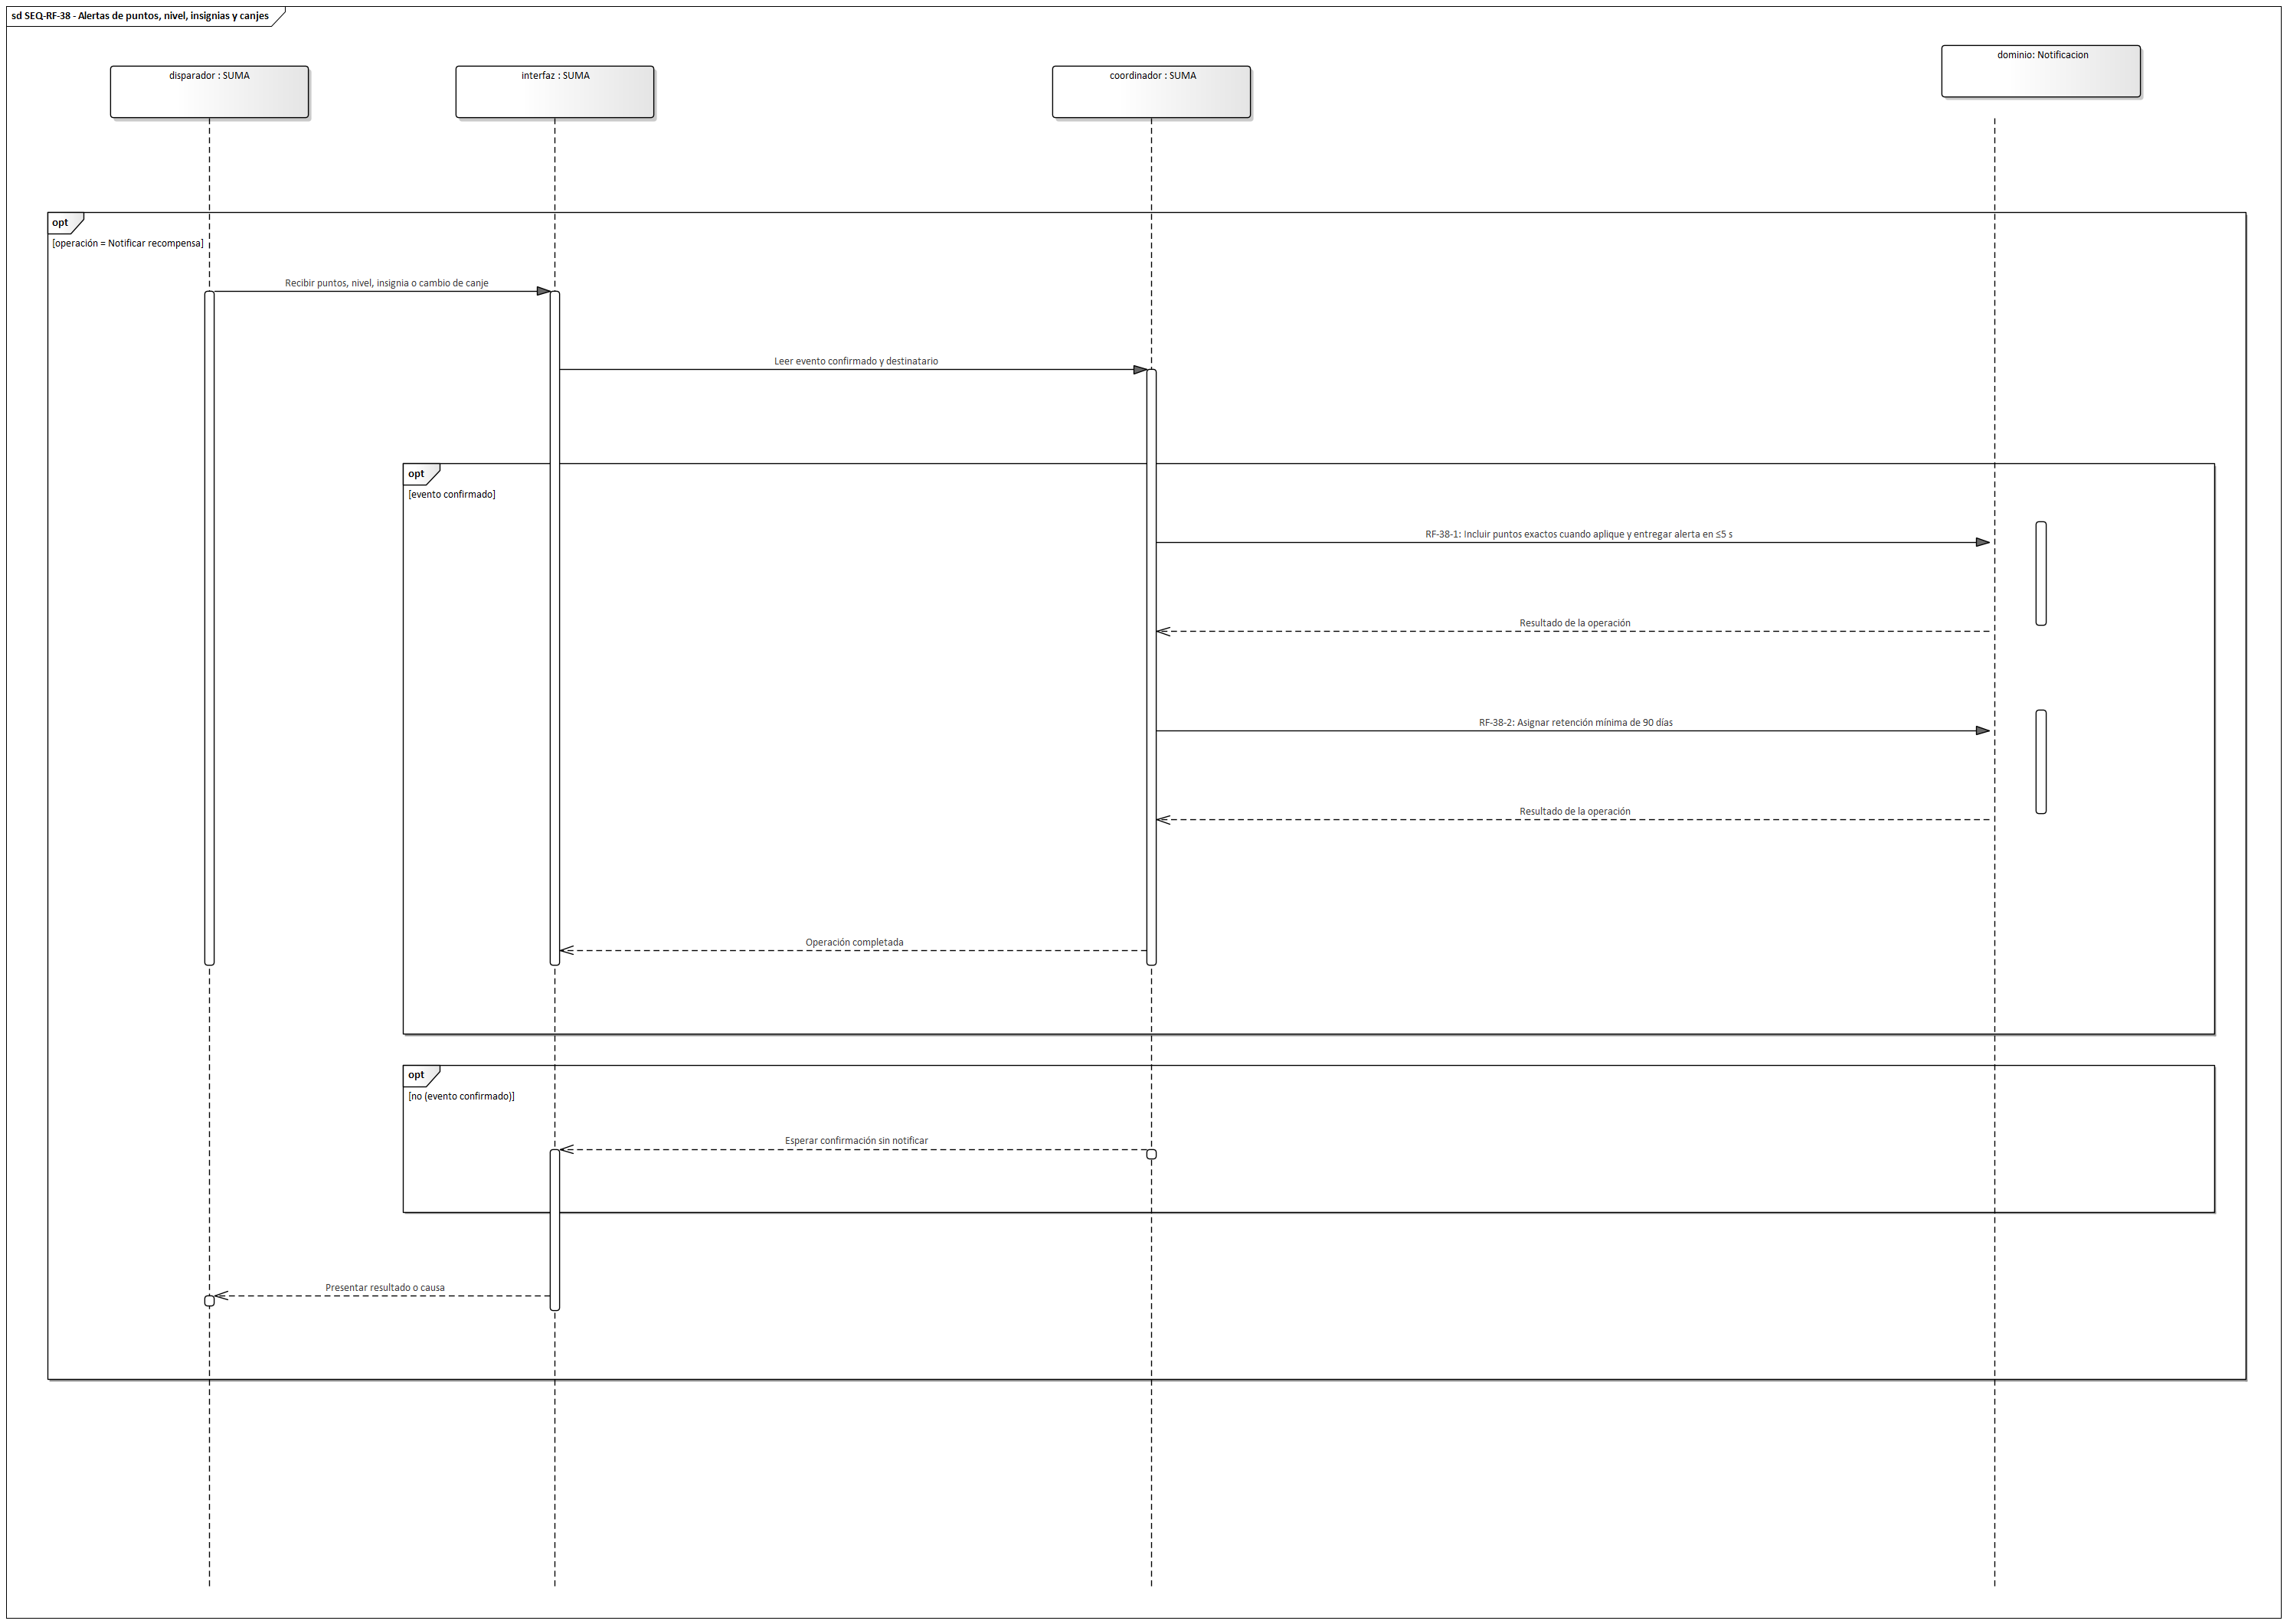 sd SEQ-RF-38 - Alertas de puntos, nivel, insignias y canjes
disparador : SUMA
interfaz : SUMA
coordinador : SUMA
dominio: Notificacion
opt
[operación = Notificar recompensa]
Recibir puntos, nivel, insignia o cambio de canje
Leer evento confirmado y destinatario
opt
[evento confirmado]
RF-38-1: Incluir puntos exactos cuando aplique y entregar alerta en ≤5 s
Resultado de la operación
RF-38-2: Asignar retención mínima de 90 días
Resultado de la operación
Operación completada
opt
[no (evento confirmado)]
Esperar confirmación sin notificar
Presentar resultado o causa